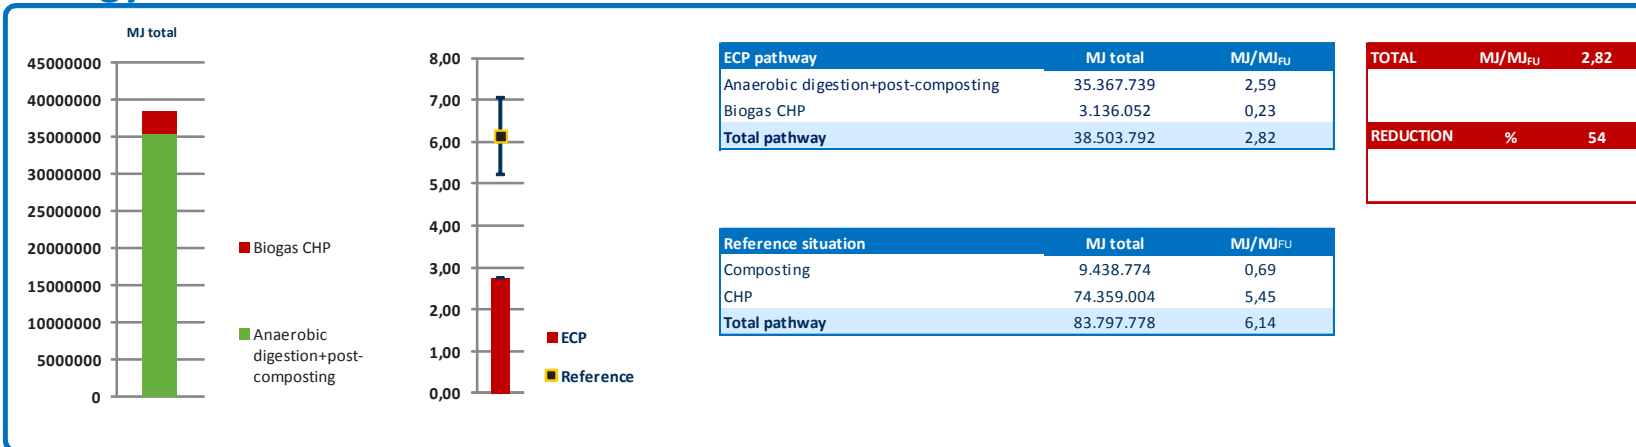 MJ total
45000000
40000000
35000000
30000000
25000000
20000000
15000000
10000000
5000000
0
Biogas CHP
Anaerobic
digestion+post-
composting
8,00
7,00
6,00
5,00
4,00
3,00
2,00
1,00
0,00
ECP
Reference
ECP pathway MJ total MJ/MJFU
Anaerobic digestion+post-composting 35.367.739 2,59
Biogas CHP 3.136.052 0,23
Total pathway 38.503.792 2,82
Reference situation MJ total MJ/MJFU
Composting 9.438.774 0,69
CHP 74.359.004 5,45
Total pathway 83.797.778 6,14
TOTAL MJ/MJFU 2,82
REDUCTION % 54